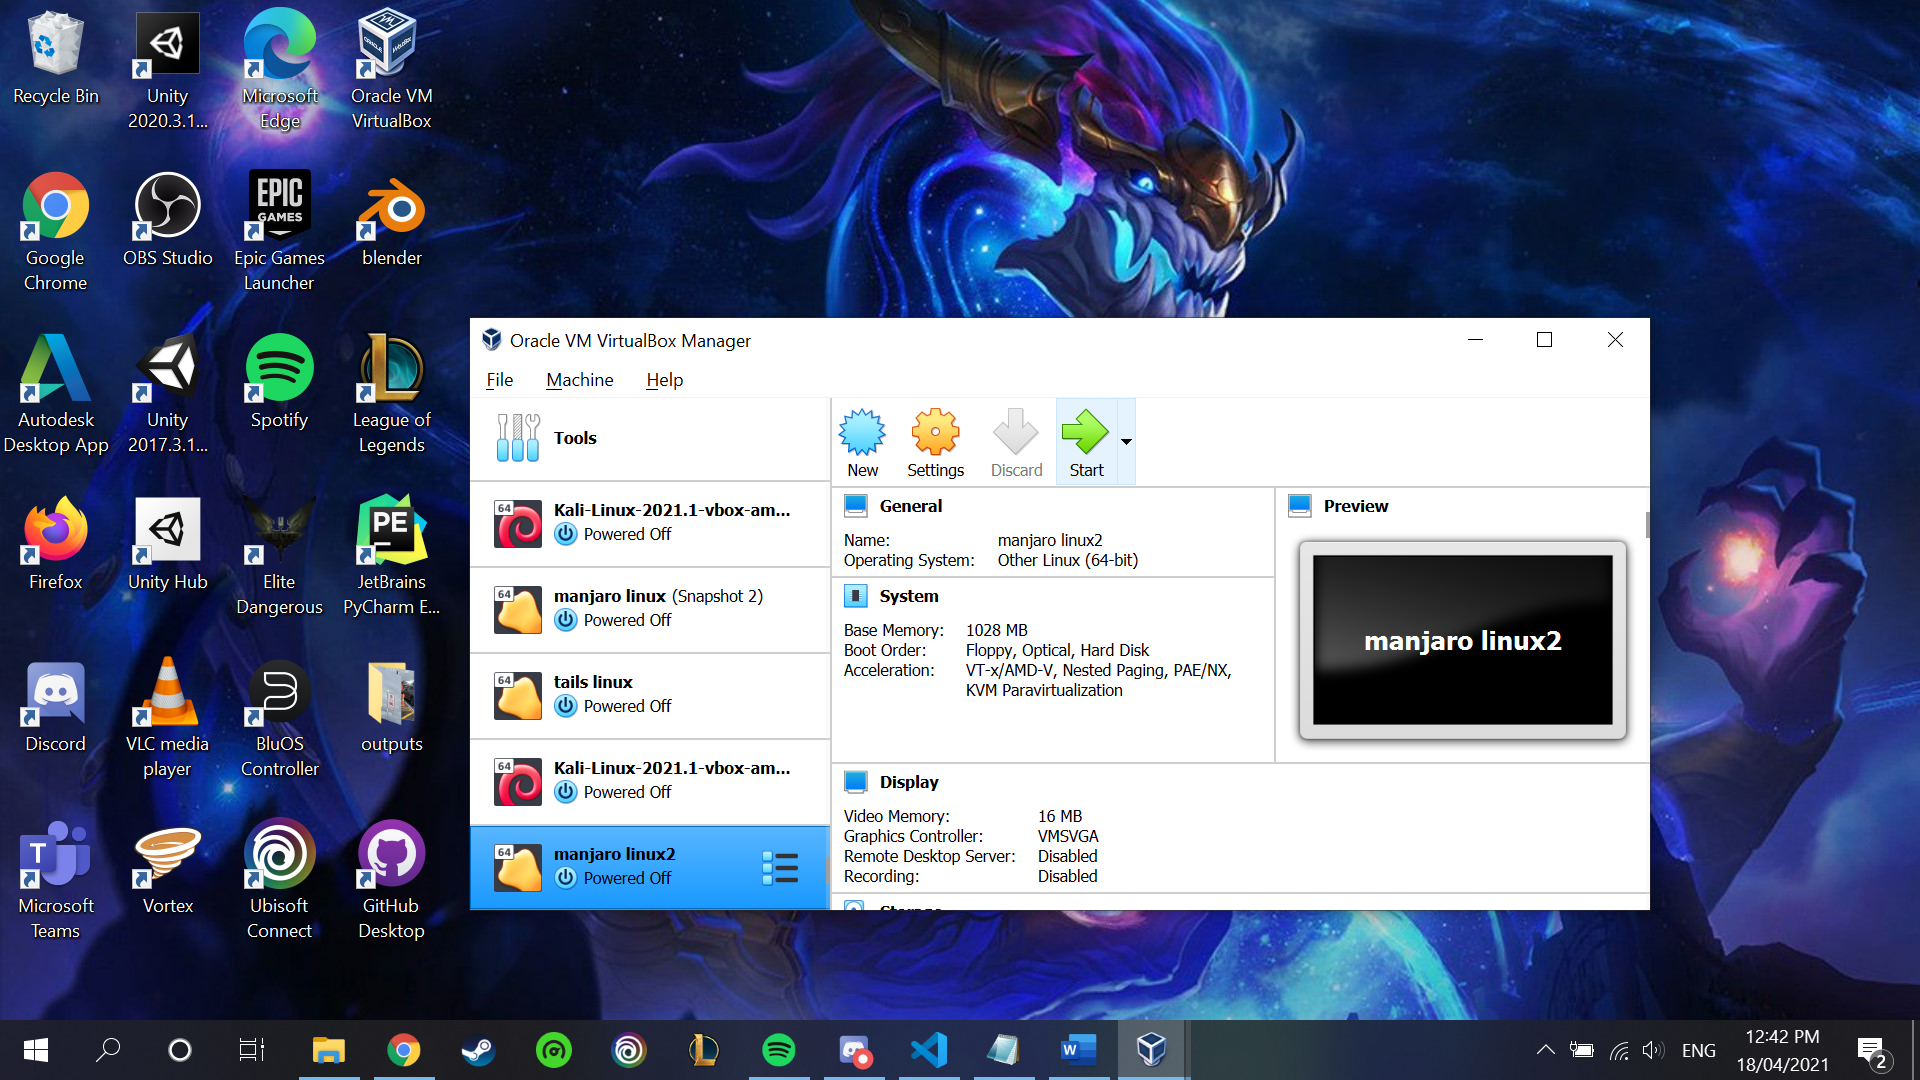 Recycle Bin
Unity
2020.3.1...
Microsoft
Edge
Oracle VM
VirtualBox
Google
Chrome
OBS Studio
EPIC
GAMES
Epic Games
Launcher
blender
Autodesk
Desktop App
Unity
2017.3.1...
Spotify
League of
Legends
Firefox
Unity Hub
Elite
Dangerous
PE
JetBrains
PyCharm E...
Discord
VLC media
player
BluOS
Controller
outputs
T
Microsoft
Teams
Vortex
Ubisoft
Connect
GitHub
Desktop
Oracle VM VirtualBox Manager
File Machine Help
Tools
64
Kali-Linux-2021.1-vbox-am...
Powered Off
64
manjaro linux (Snapshot 2)
Powered Off
64
tails linux
Powered Off
64
Kali-Linux-2021.1-vbox-am...
Powered Off
64
manjaro linux2
Powered Off
New Settings Discard Start
General
Name: manjaro linux2
Operating System: Other Linux (64-bit)
System
Base Memory: 1028 MB
Boot Order: Floppy, Optical, Hard Disk
Acceleration: VT-x/AMD-V, Nested Paging, PAE/NX,
KVM Paravirtualization
Preview
manjaro linux2
Display
Video Memory: 16 MB
Graphics Controller: VMSVGA
Remote Desktop Server: Disabled
Recording: Disabled
Storage
W
ENG
12:42 PM
18/04/2021
2